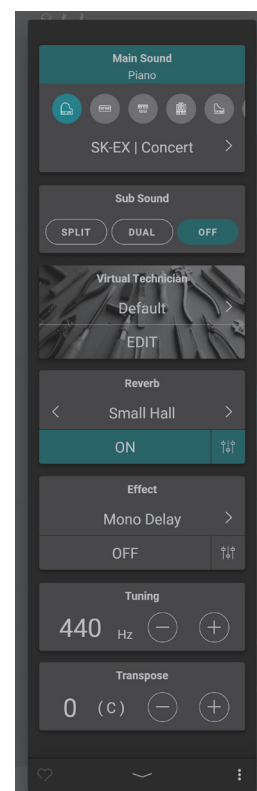 Main Sound
Piano
SK-EX | Concert
Sub Sound
SPLIT DUAL OFF
Virtual Technician
Default
EDIT
Reverb
Small Hall
ON
Effect
Mono Delay
OFF
Tuning
440 Hz
Transpose
0 (C)